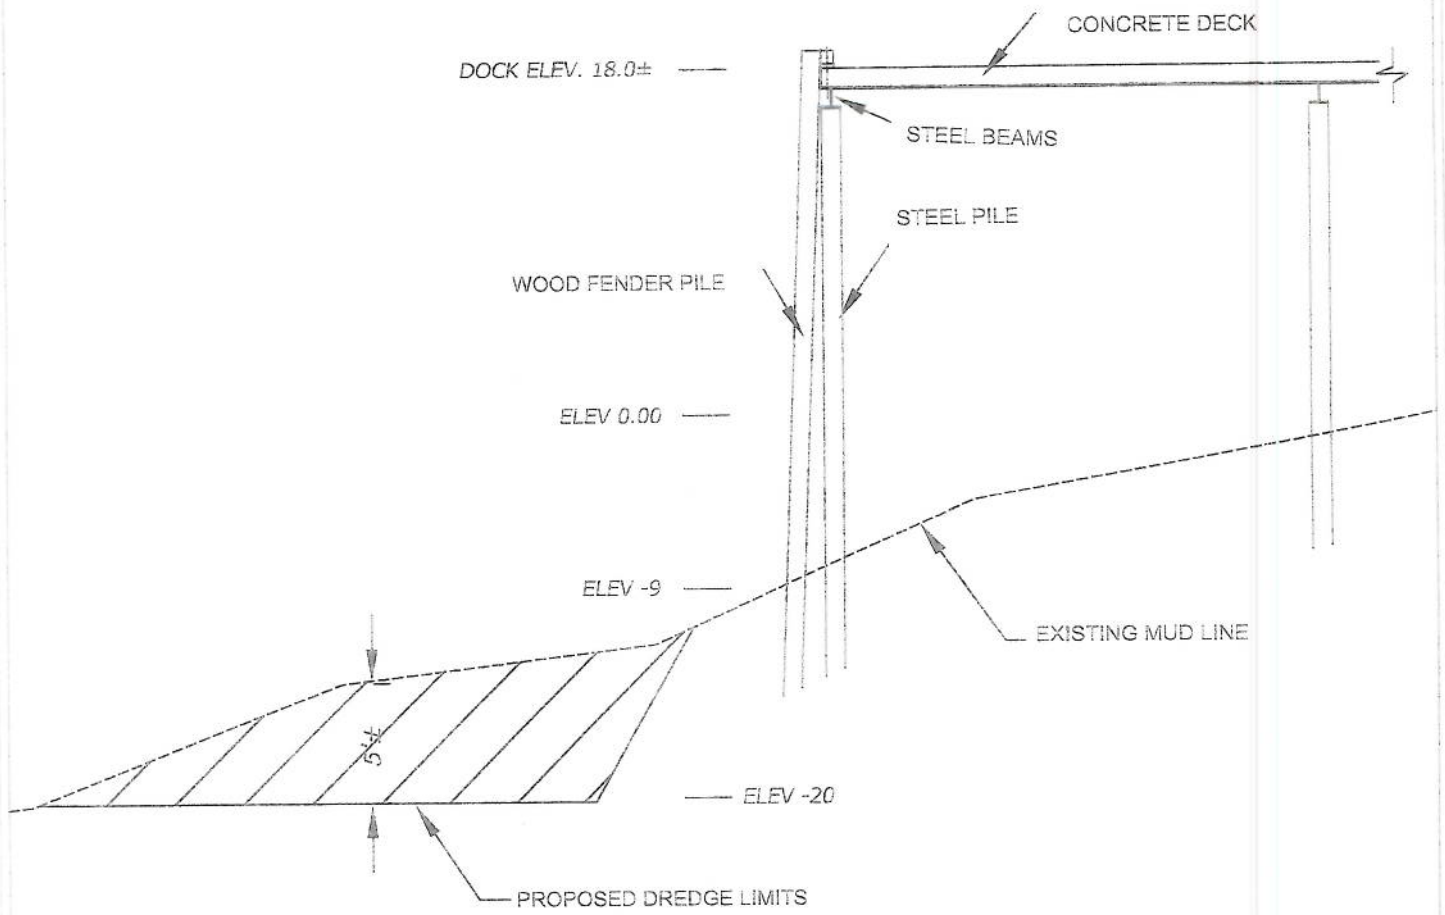 CONCRETE DECK
DOCK ELEV. 18.0±
STEEL BEAMS
STEEL PILE
WOOD FENDER PILE
ELEV 0.00
ELEV -9
EXISTING MUD LINE
5'±
ELEV -20
PROPOSED DREDGE LIMITS